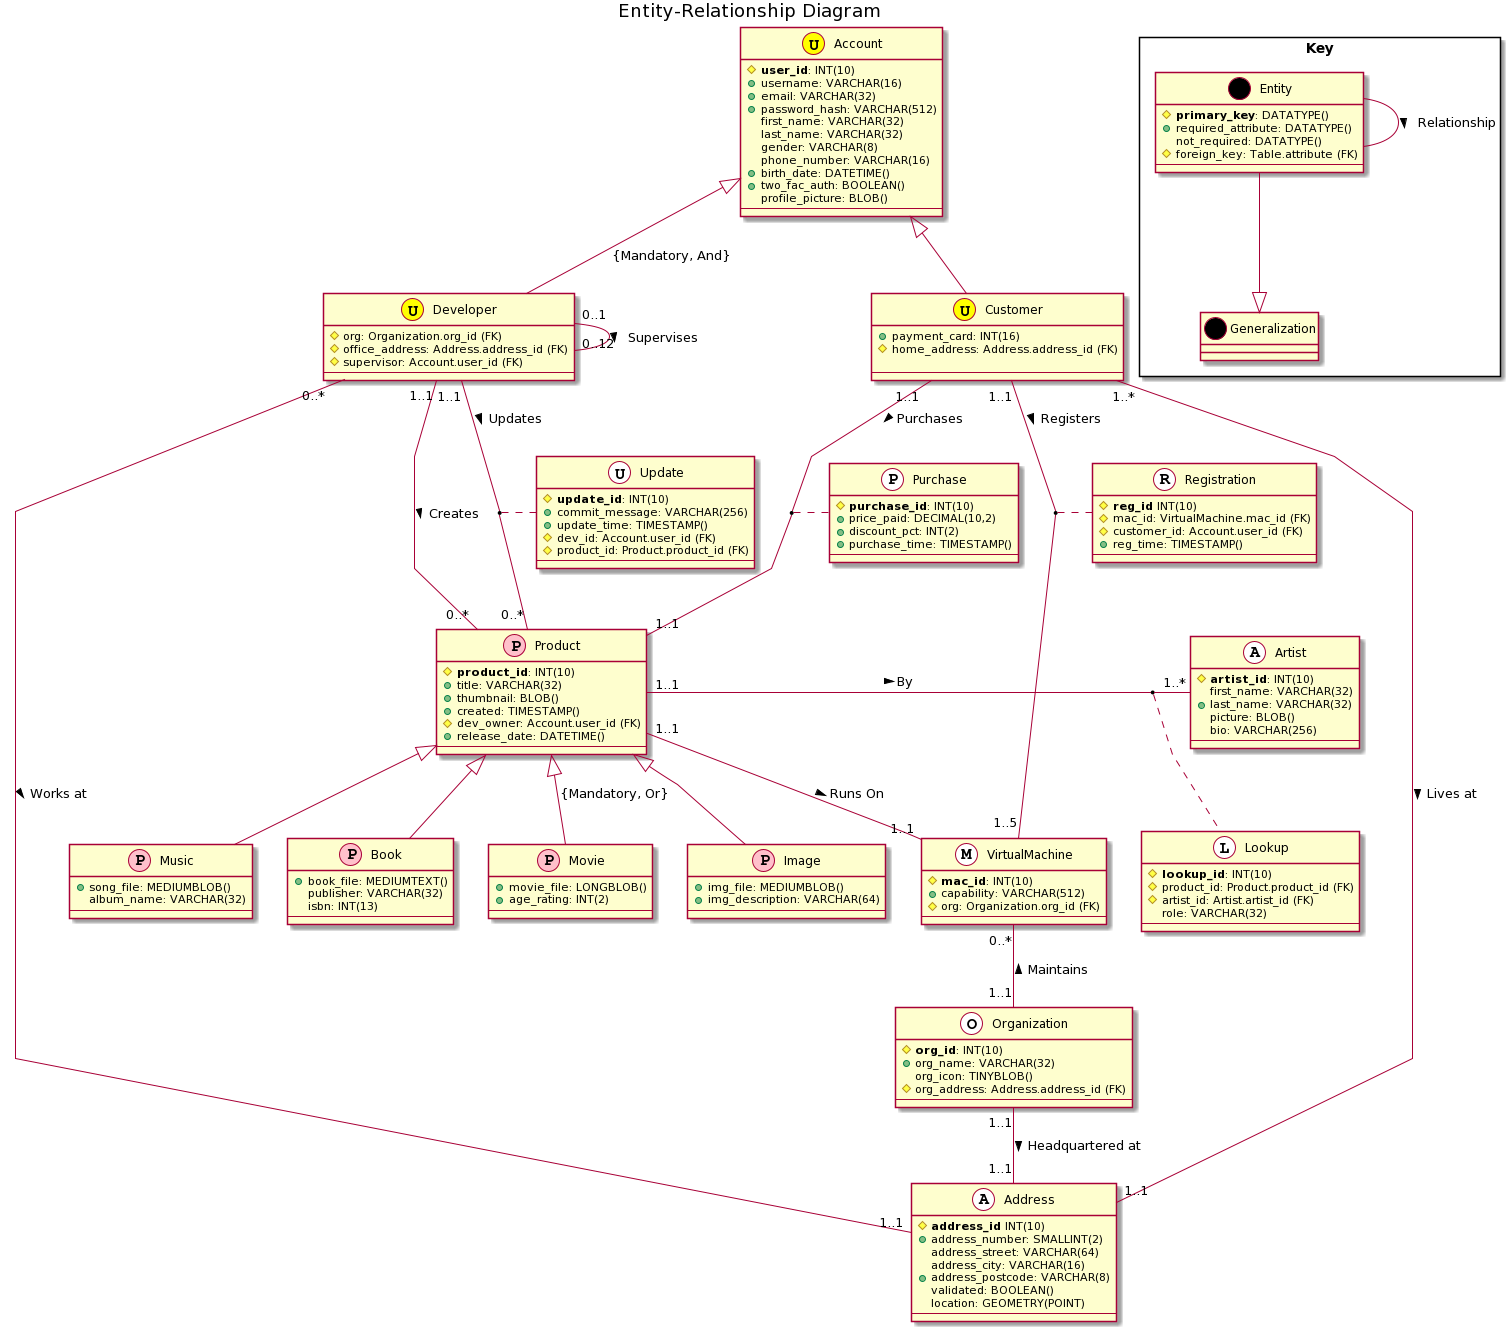 Entity-Relationship Diagram
U Account
user_id: INT(10)
username: VARCHAR(16)
email: VARCHAR(32)
password_hash: VARCHAR(512)
first_name: VARCHAR(32)
last_name: VARCHAR(32)
gender: VARCHAR(8)
phone_number: VARCHAR(16)
birth_date: DATETIME()
two_fac_auth: BOOLEAN()
profile_picture: BLOB()
Key
Entity
primary_key: DATATYPE()
required_attribute: DATATYPE()
not_required: DATATYPE()
foreign_key: Table.attribute (FK)
Relationship
Generalization
{Mandatory, And}
U Developer
org: Organization.org_id (FK)
office_address: Address.address_id (FK)
supervisor: Account.user_id (FK)
0..1
Supervises
0..12
U Customer
payment_card: INT(16)
home_address: Address.address_id (FK)
0..*
1..1
1..1
1..1
1..1
1..*
Updates
Purchases
Registers
U Update
update_id: INT(10)
commit_message: VARCHAR(256)
update_time: TIMESTAMP()
dev_id: Account.user_id (FK)
product_id: Product.product_id (FK)
P Purchase
purchase_id: INT(10)
price_paid: DECIMAL(10,2)
discount_pct: INT(2)
purchase_time: TIMESTAMP()
R Registration
reg_id INT(10)
mac_id: VirtualMachine.mac_id (FK)
customer_id: Account.user_id (FK)
reg_time: TIMESTAMP()
Creates
0..*
0..*
1..1
P Product
product_id: INT(10)
title: VARCHAR(32)
thumbnail: BLOB()
created: TIMESTAMP()
dev_owner: Account.user_id (FK)
release_date: DATETIME()
1..1
By
1..*
1..1
A Artist
artist_id: INT(10)
first_name: VARCHAR(32)
last_name: VARCHAR(32)
picture: BLOB()
bio: VARCHAR(256)
Works at
{Mandatory, Or}
Runs On
Lives at
1..1
1..5
P Music
song_file: MEDIUMBLOB()
album_name: VARCHAR(32)
P Book
book_file: MEDIUMTEXT()
publisher: VARCHAR(32)
isbn: INT(13)
P Movie
movie_file: LONGBLOB()
age_rating: INT(2)
P Image
img_file: MEDIUMBLOB()
img_description: VARCHAR(64)
M VirtualMachine
mac_id: INT(10)
capability: VARCHAR(512)
org: Organization.org_id (FK)
L Lookup
lookup_id: INT(10)
product_id: Product.product_id (FK)
artist_id: Artist.artist_id (FK)
role: VARCHAR(32)
0..*
Maintains
1..1
O Organization
org_id: INT(10)
org_name: VARCHAR(32)
org_icon: TINYBLOB()
org_address: Address.address_id (FK)
1..1
Headquartered at
1..1
1..1
1..1
A Address
address_id INT(10)
address_number: SMALLINT(2)
address_street: VARCHAR(64)
address_city: VARCHAR(16)
address_postcode: VARCHAR(8)
validated: BOOLEAN()
location: GEOMETRY(POINT)